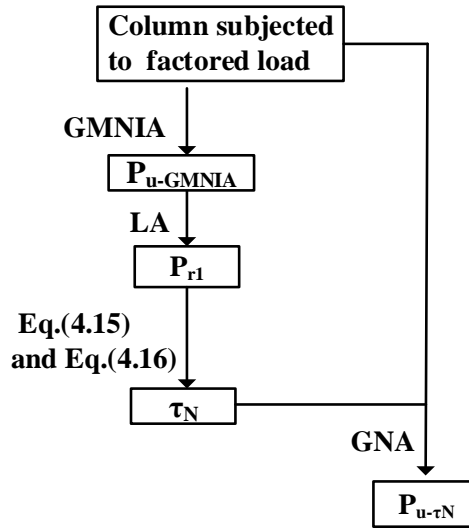 Column subjected
to factored load
GMNIA
Pu-GMNIA
LA
Pr1
Eq.(4.15)
and Eq.(4.16)
τN
GNA
Pu-τN